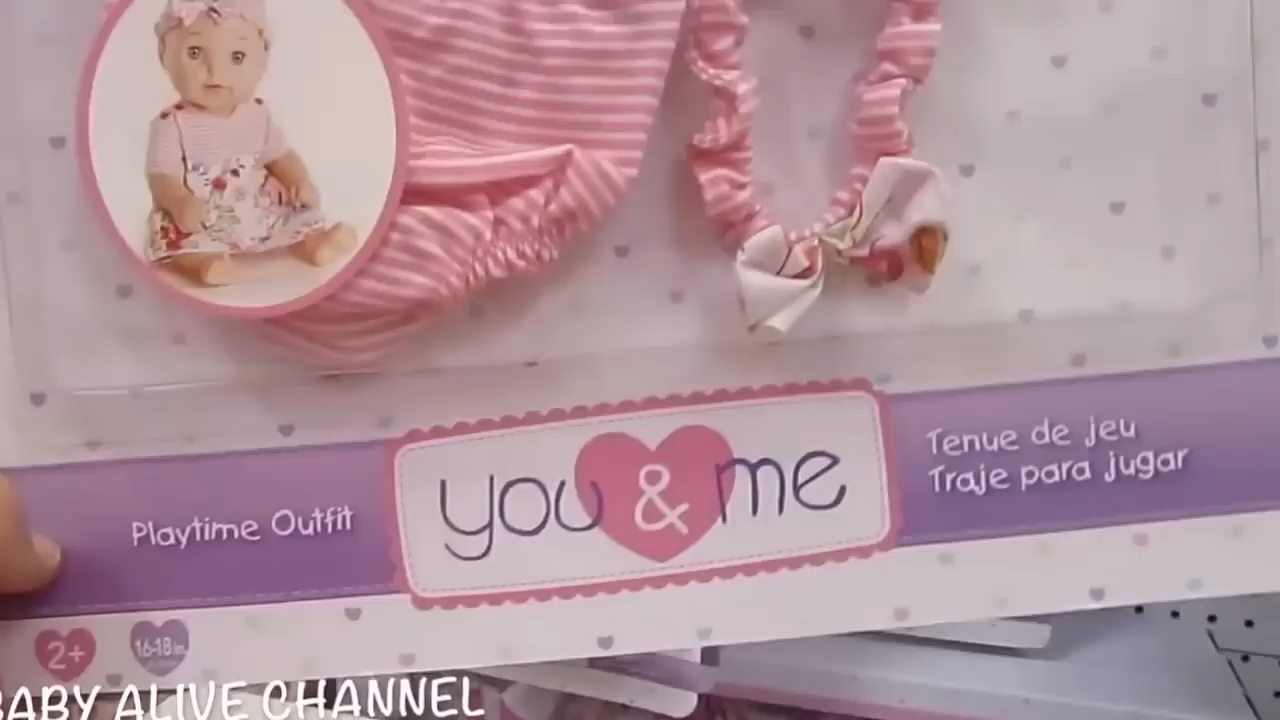 Playtime Outfit
you & me
Tenue de jeu
Traje para jugar
2+
16-18 in.
BABY ALIVE CHANNEL